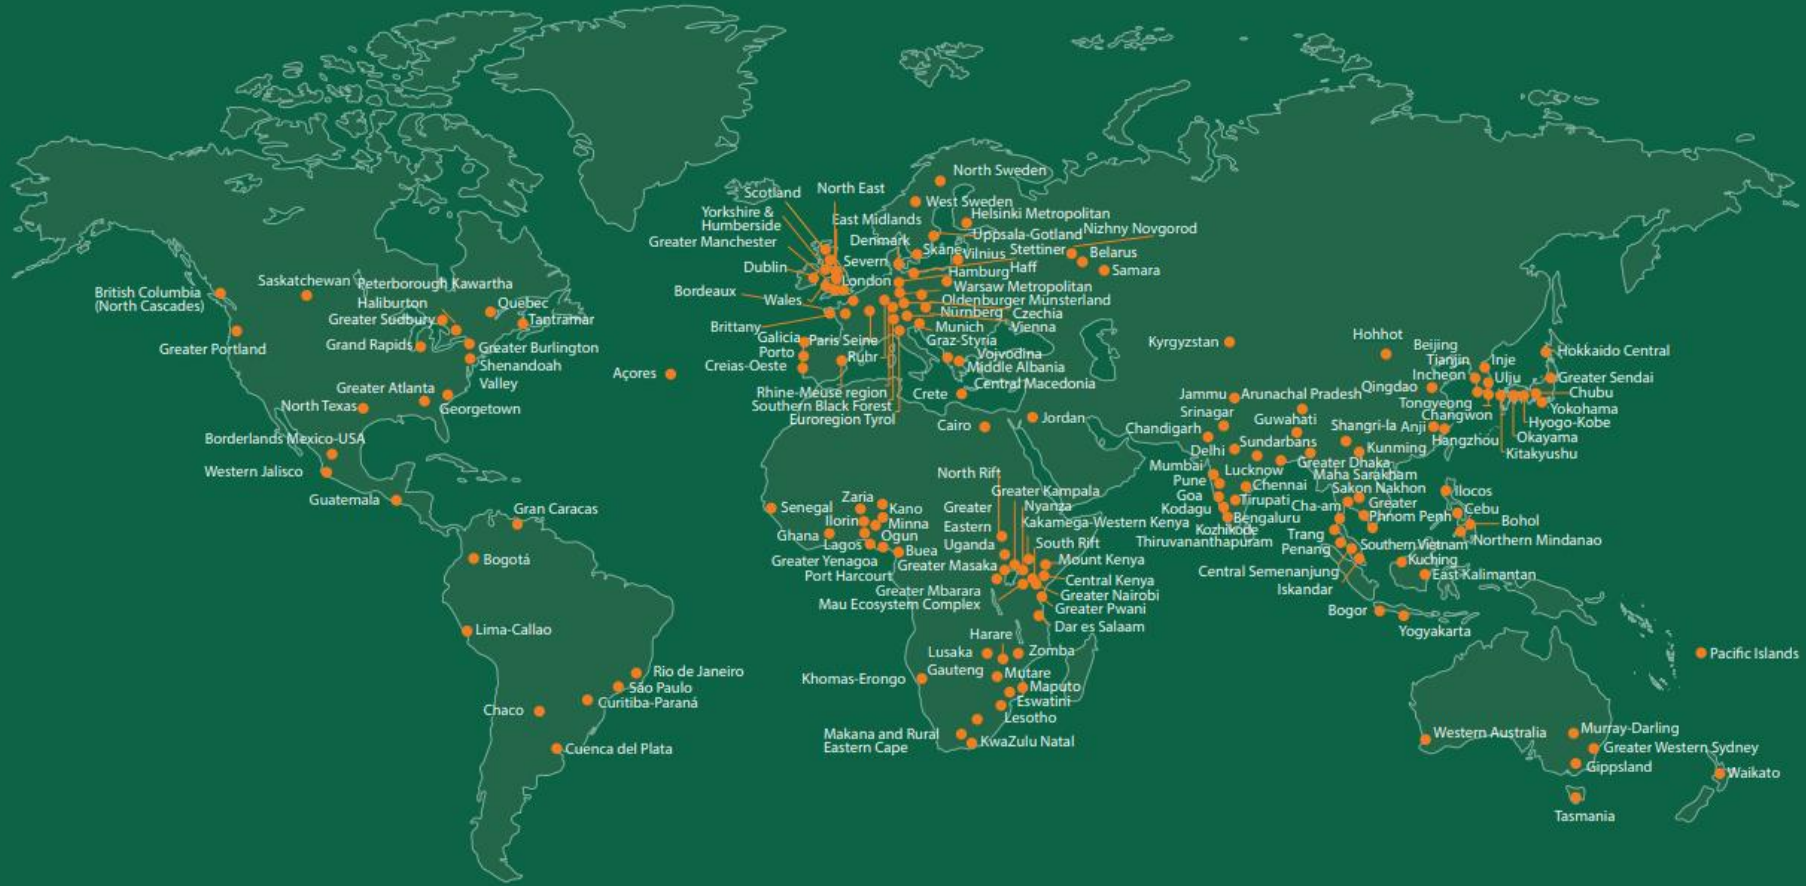 British Columbia
(North Cascades)
Greater Portland
Saskatchewan
Peterborough Kawartha
Haliburton
Greater Sudbury
Grand Rapids
Quebec
Tantramar
Greater Burlington
Shenandoah
Valley
Greater Atlanta
North Texas
Georgetown
Borderlands Mexico-USA
Western Jalisco
Guatemala
Gran Caracas
Bogotá
Lima-Callao
Rio de Janeiro
São Paulo
Curitiba-Paraná
Chaco
Cuenca del Plata
Açores
Scotland
North East
Yorkshire &
Humberside
Greater Manchester
East Midlands
Denmark
Dublin
Severn
London
Bordeaux
Wales
Brittany
Galicia
Paris Seine
Porto
Creias-Oeste
Ruhr
Rhine-Meuse region
Southern Black Forest
Euroregion Tyrol
North Sweden
West Sweden
Helsinki Metropolitan
Uppsala-Gotland
Nizhny Novgorod
Skåne
Vilnius
Stettiner
Haff
Belarus
Samara
Hamburg
Warsaw Metropolitan
Oldenburger Münsterland
Nürnberg
Czechia
Munich
Vienna
Graz-Styria
Vojvodina
Middle Albania
Central Macedonia
Crete
Cairo
Jordan
Senegal
Ghana
Zaria
Kano
Ilorin
Minna
Ogun
Lagos
Buea
Greater Yenagoa
Port Harcourt
North Rift
Greater Kampala
Greater
Nyanza
Eastern
Uganda
Kakamega-Western Kenya
South Rift
Mount Kenya
Greater Masaka
Central Kenya
Greater Mbarara
Greater Nairobi
Mau Ecosystem Complex
Greater Pwani
Dar es Salaam
Harare
Lusaka
Zomba
Khomas-Erongo
Gauteng
Mutare
Maputo
Eswatini
Lesotho
Makana and Rural
Eastern Cape
KwaZulu Natal
Kyrgyzstan
Hohhot
Beijing
Tianjin
Inje
Incheon
Ulju
Qingdao
Tongyeong
Changwon
Hokkaido Central
Greater Sendai
Chubu
Yokohama
Hyogo-Kobe
Okayama
Kitakyushu
Jammu
Arunachal Pradesh
Srinagar
Guwahati
Chandigarh
Shangri-la
Anji
Hangzhou
Delhi
Sundarbans
Kunming
Mumbai
Lucknow
Greater Dhaka
Maha Sarakham
Pune
Chennai
Sakon Nakhon
Goa
Tirupati
Cha-am
Greater
Phnom Penh
Kodagu
Bengaluru
Kozhikode
Thiruvananthapuram
Trang
Penang
Southern Vietnam
Central Semenanjung
Iskandar
Kuching
East Kalimantan
Ilocos
Cebu
Bohol
Northern Mindanao
Bogor
Yogyakarta
Pacific Islands
Western Australia
Murray-Darling
Greater Western Sydney
Gippsland
Tasmania
Waikato